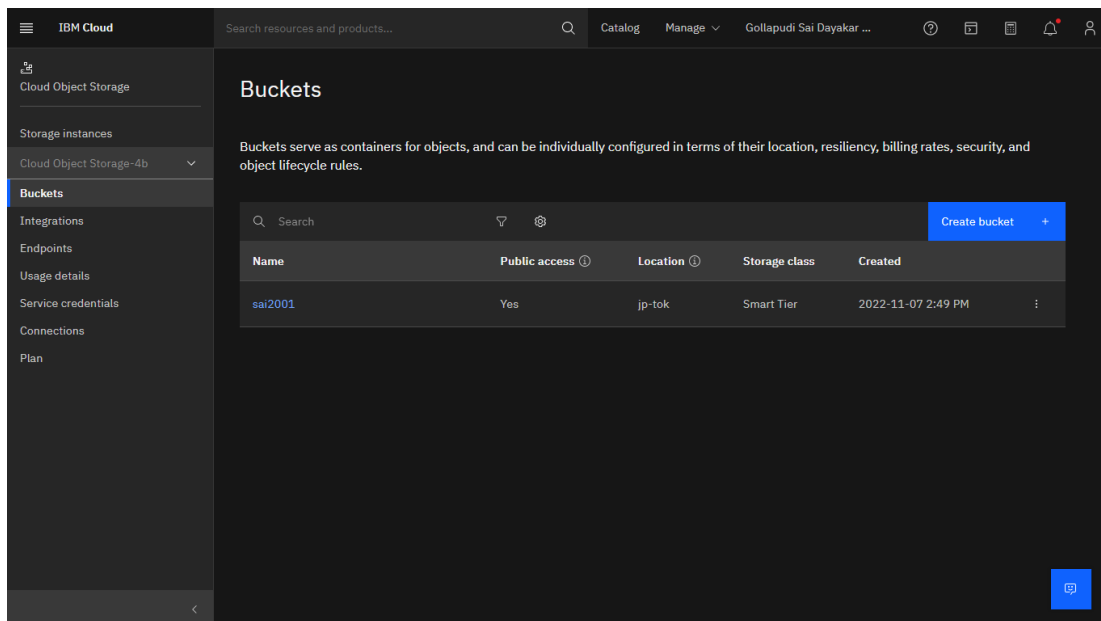 IBM Cloud
Search resources and products...
Catalog
Manage
Gollapudi Sai Dayakar ...
Cloud Object Storage
Storage instances
Cloud Object Storage-4b
Buckets
Integrations
Endpoints
Usage details
Service credentials
Connections
Plan
Buckets
Buckets serve as containers for objects, and can be individually configured in terms of their location, resiliency, billing rates, security, and
object lifecycle rules.
Search
Create bucket +
Name Public access Location Storage class Created
sai2001 Yes jp-tok Smart Tier 2022-11-07 2:49 PM